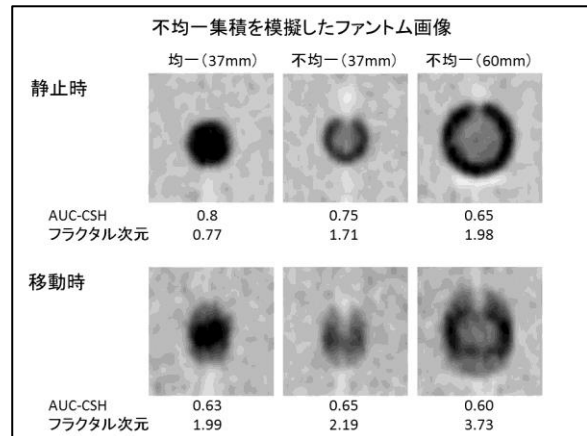 不均一集積を模擬したファントム画像
均一(37mm) 不均一(37mm) 不均一(60mm)
静止時
AUC-CSH 0.8 0.75 0.65
フラクタル次元 0.77 1.71 1.98
移動時
AUC-CSH 0.63 0.65 0.60
フラクタル次元 1.99 2.19 3.73